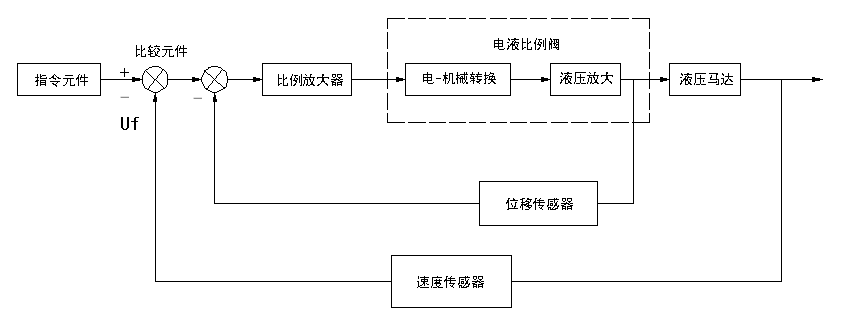 电液比例阀
比较元件
+
指令元件
比例放大器
电-机械转换
液压放大
液压马达
−
−
Uf
位移传感器
速度传感器